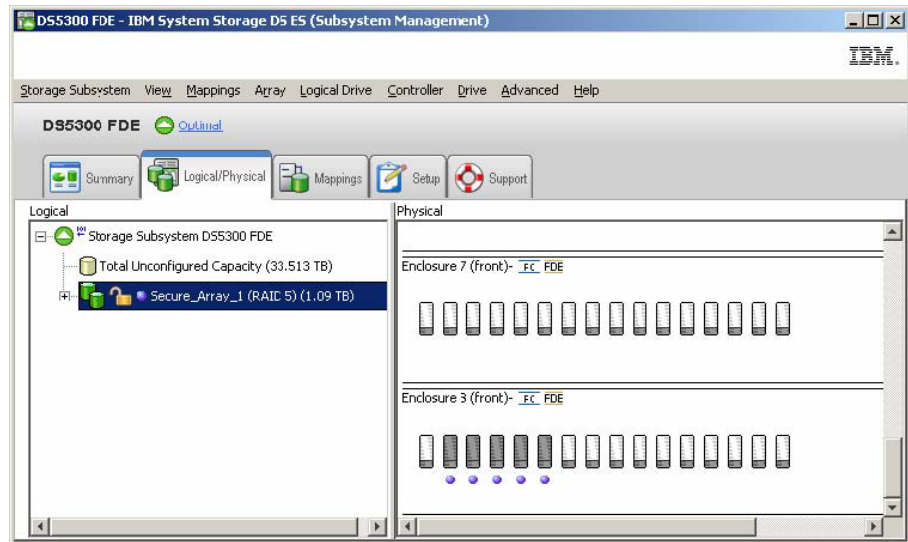 DS5300 FDE - IBM System Storage DS ES (Subsystem Management)
IBM.
Storage Subsystem View Mappings Array Logical Drive Controller Drive Advanced Help
DS5300 FDE Optimal
Summary Logical/Physical Mappings Setup Support
Logical
Storage Subsystem DS5300 FDE
Total Unconfigured Capacity (33.513 TB)
Secure_Array_1 (RAID 5) (1.09 TB)
Physical
Enclosure 7 (front)- FC FDE
Enclosure 3 (front)- FC FDE